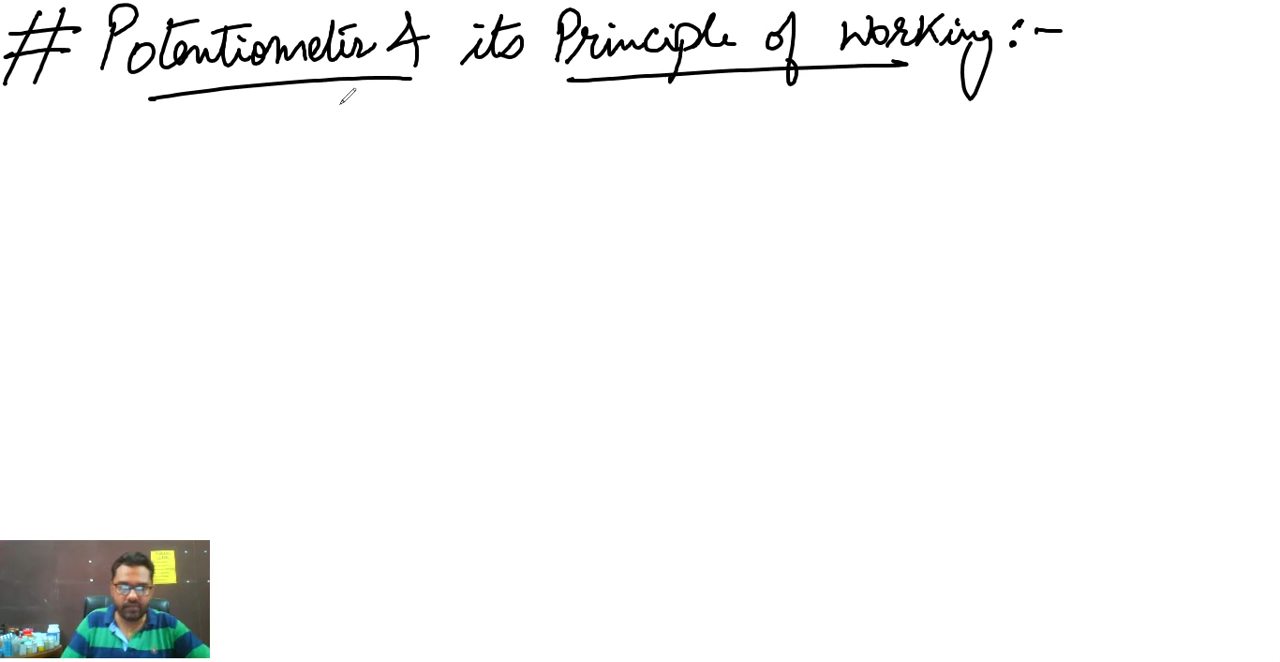 # Potentiometer & its Principle of working :-